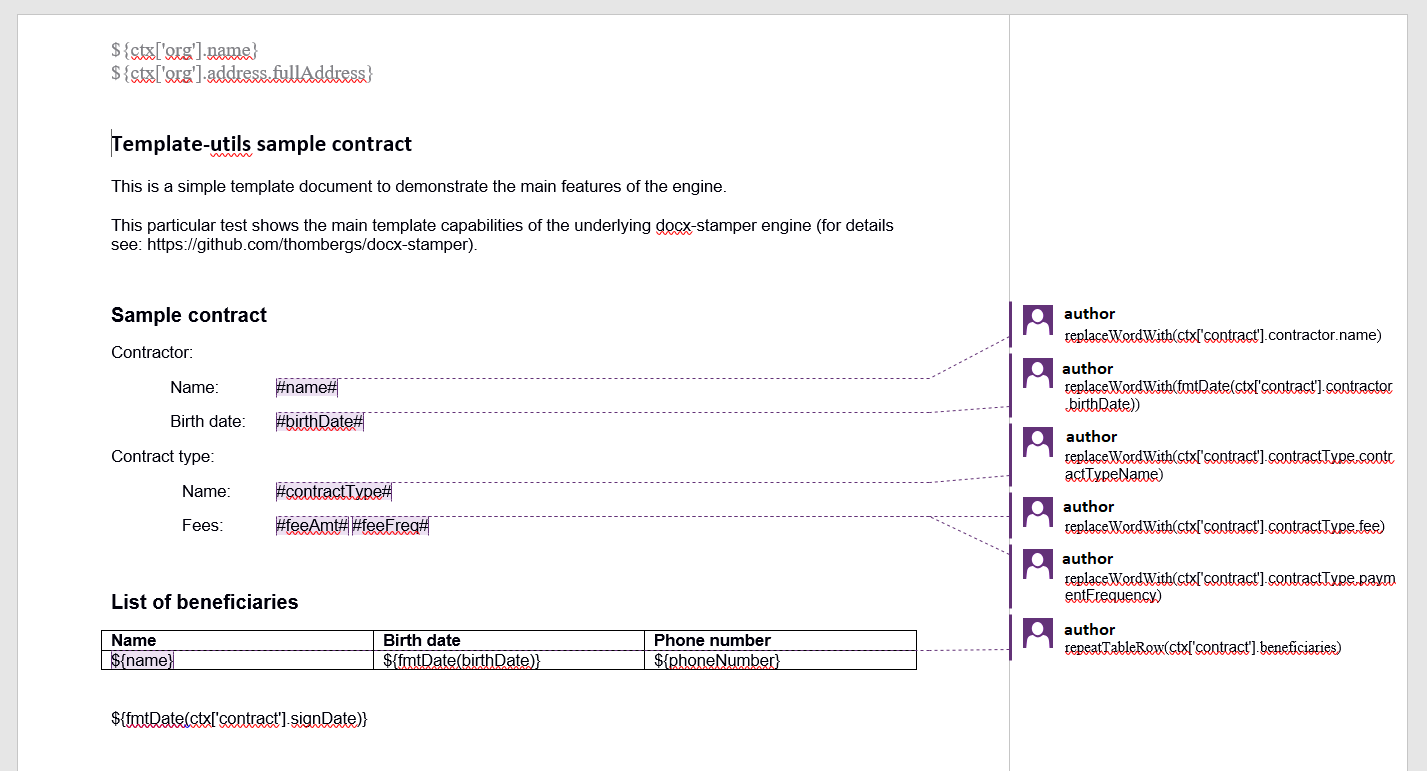 ${ctx['org'].name}
${ctx['org'].address.fullAddress}
Template-utils sample contract
This is a simple template document to demonstrate the main features of the engine.
This particular test shows the main template capabilities of the underlying docx-stamper engine (for details
see: https://github.com/thombergs/docx-stamper).
Sample contract
Contractor:
Name: #name#
Birth date: #birthDate#
Contract type:
Name: #contractType#
Fees: #feeAmt# #feeFreq#
List of beneficiaries
Name Birth date Phone number
${name} ${fmtDate(birthDate)} ${phoneNumber}
${fmtDate(ctx['contract'].signDate)}
author
replaceWordWith(ctx['contract'].contractor.name)
author
replaceWordWith(fmtDate(ctx['contract'].contractor
.birthDate))
author
replaceWordWith(ctx['contract'].contractType.contr
actTypeName)
author
replaceWordWith(ctx['contract'].contractType.fee)
author
replaceWordWith(ctx['contract'].contractType.paym
entFrequency)
author
repeatTableRow(ctx['contract'].beneficiaries)